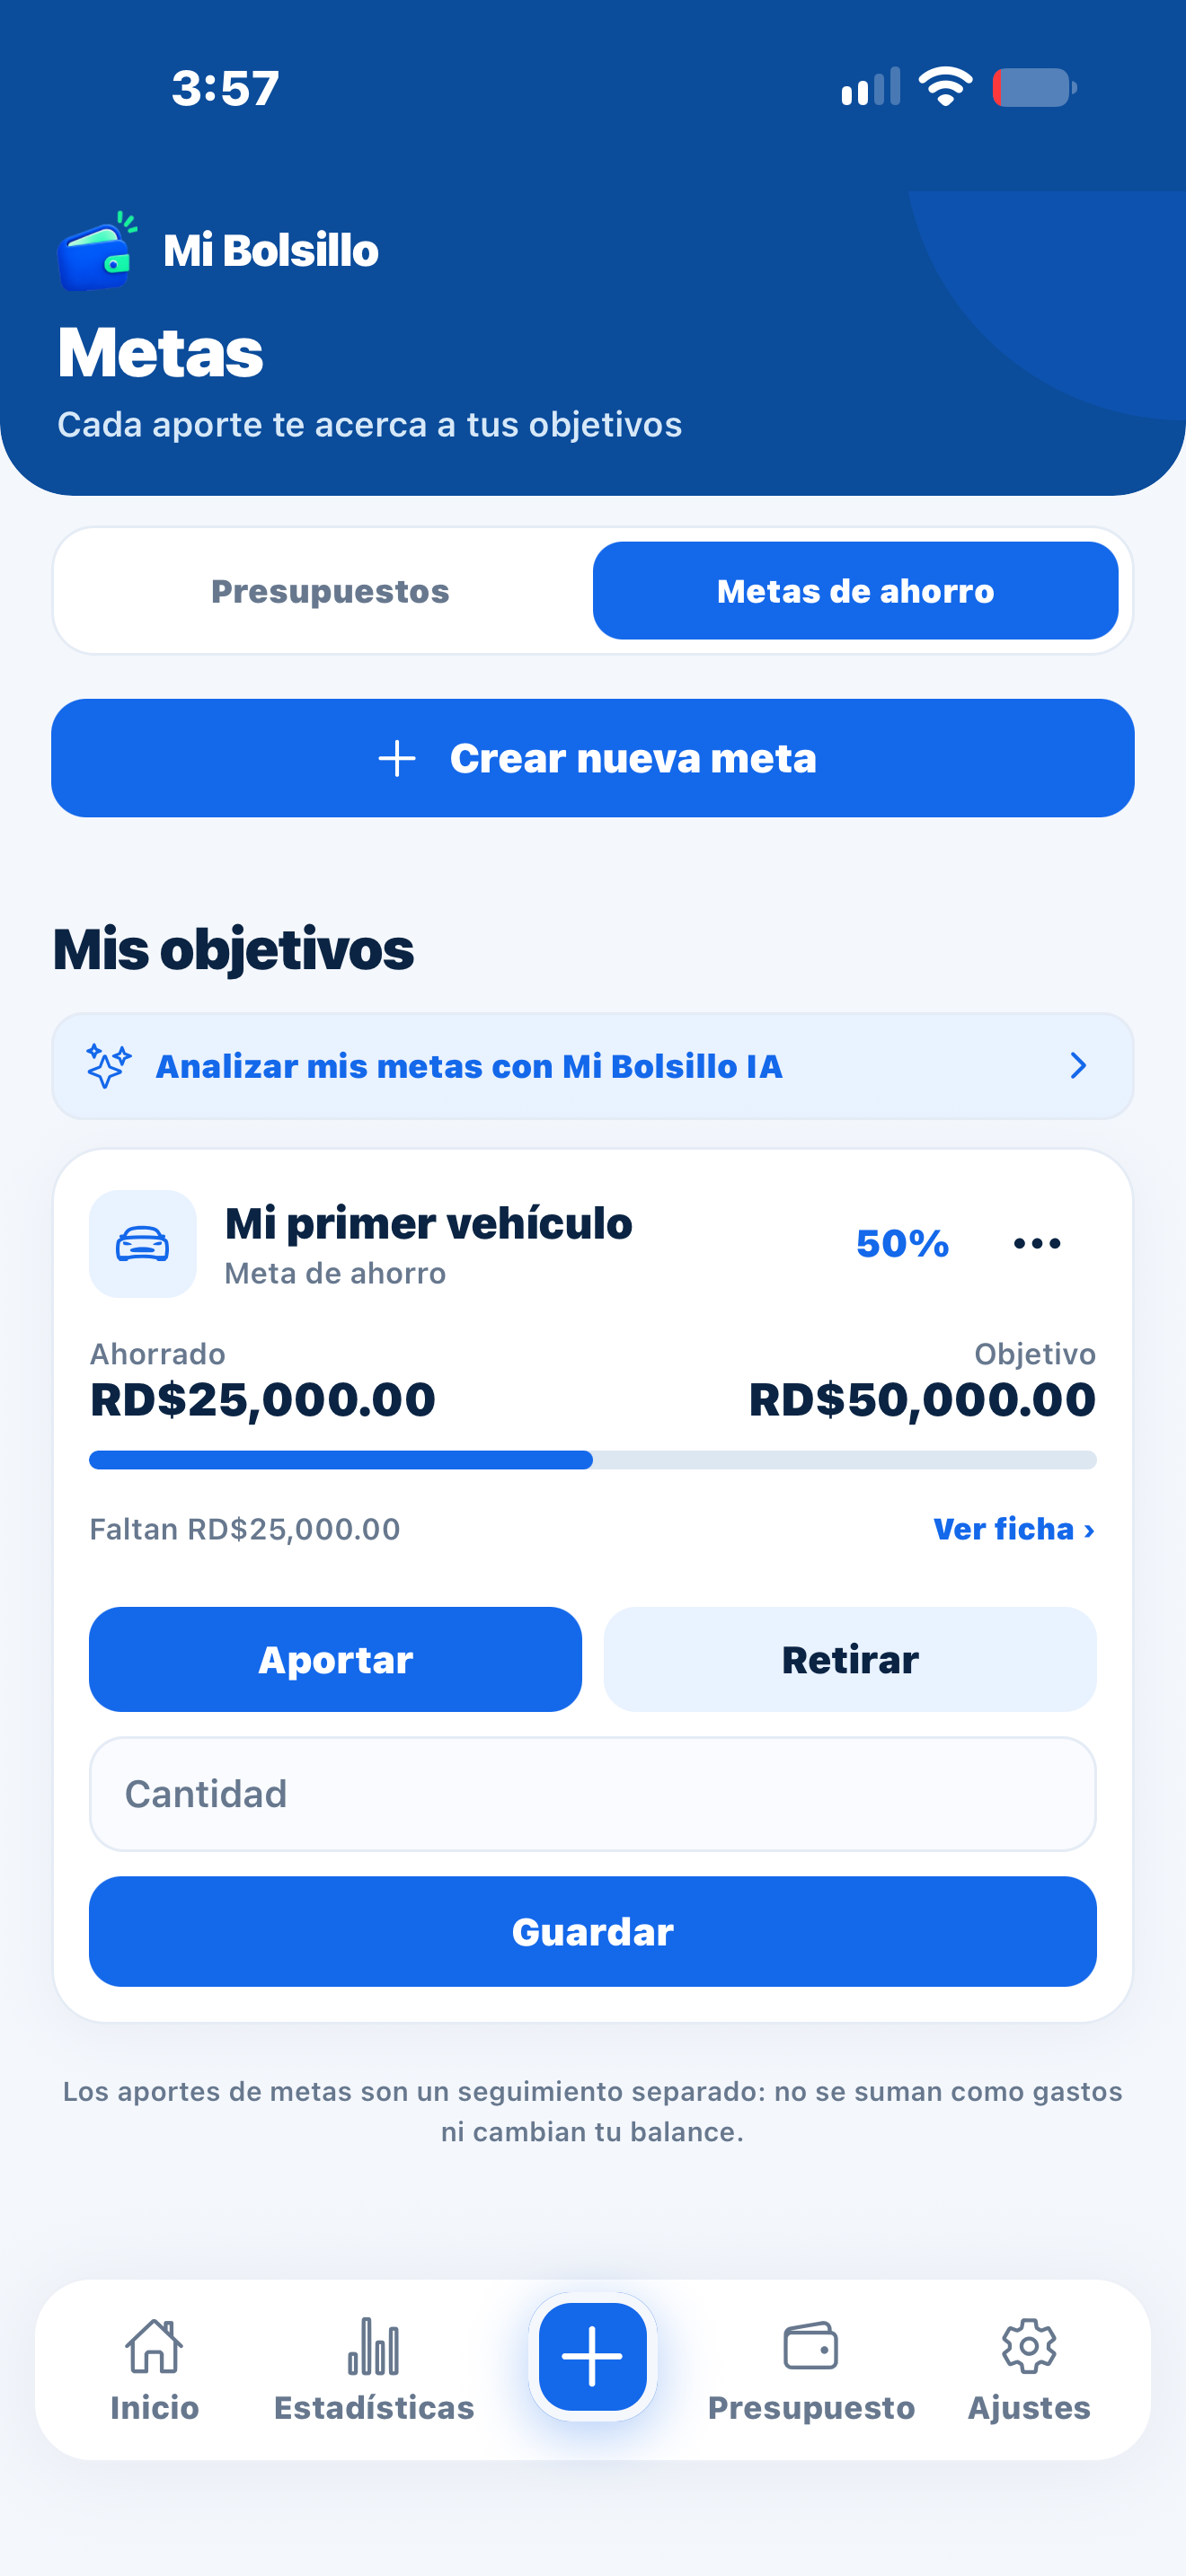 3:57
Mi Bolsillo
Metas
Cada aporte te acerca a tus objetivos
Presupuestos
Metas de ahorro
Crear nueva meta
Mis objetivos
Analizar mis metas con Mi Bolsillo IA
Mi primer vehículo
Meta de ahorro
50%
Ahorrado
Objetivo
RD$25,000.00
RD$50,000.00
Faltan RD$25,000.00
Ver ficha ›
Aportar
Retirar
Cantidad
Guardar
Los aportes de metas son un seguimiento separado: no se suman como gastos
ni cambian tu balance.
Inicio
Estadísticas
Presupuesto
Ajustes